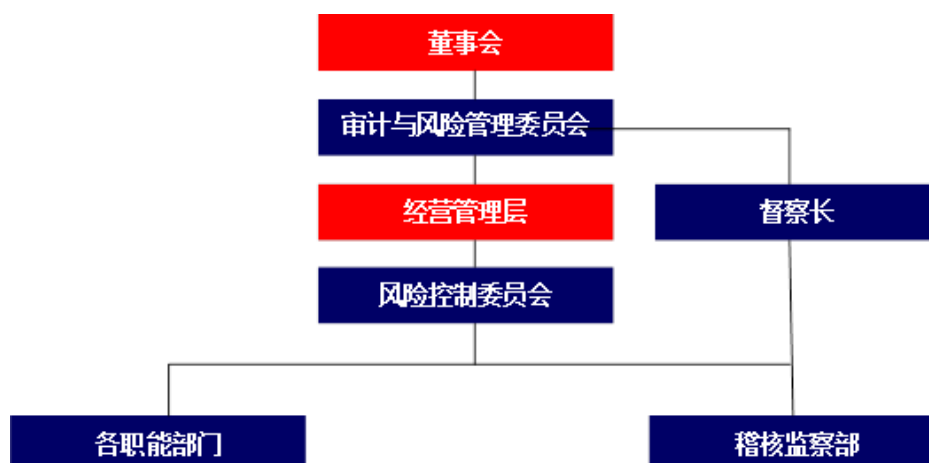 董事会
审计与风险管理委员会
经营管理层
督察长
风险控制委员会
各职能部门
稽核监察部